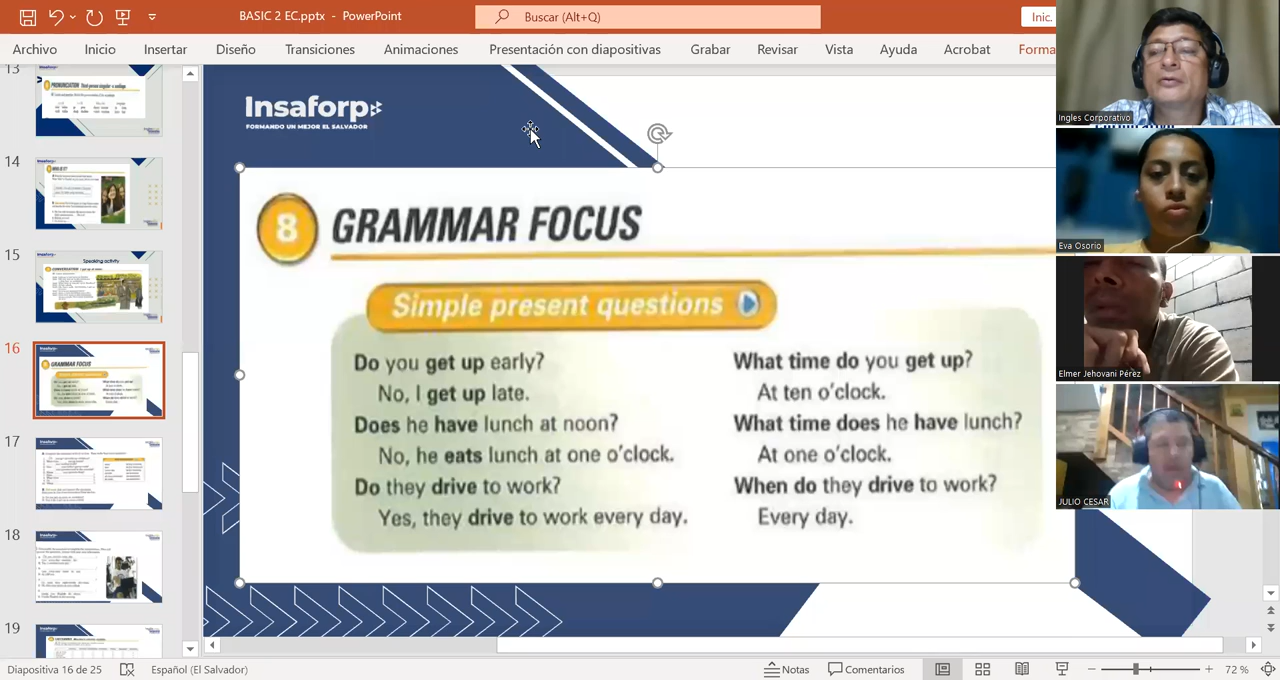 BASIC 2 EC.pptx - PowerPoint
Buscar (Alt+Q)
Inic.
Archivo
Inicio
Insertar
Diseño
Transiciones
Animaciones
Presentación con diapositivas
Grabar
Revisar
Vista
Ayuda
Acrobat
Forma
13
14
15
Speaking activity
16
GRAMMAR FOCUS
17
18
19
Insaforp
FORMANDO UN MEJOR EL SALVADOR
8 GRAMMAR FOCUS
Simple present questions
Do you get up early?
No, I get up late.
Does he have lunch at noon?
No, he eats lunch at one o'clock.
Do they drive to work?
Yes, they drive to work every day.
What time do you get up?
At ten o'clock.
What time does he have lunch?
At one o'clock.
When do they drive to work?
Every day.
Ingles Corporativo
Eva Osorio
Elmer Jehovani Pérez
JULIO CESAR
Diapositiva 16 de 25
Español (El Salvador)
Notas
Comentarios
72 %